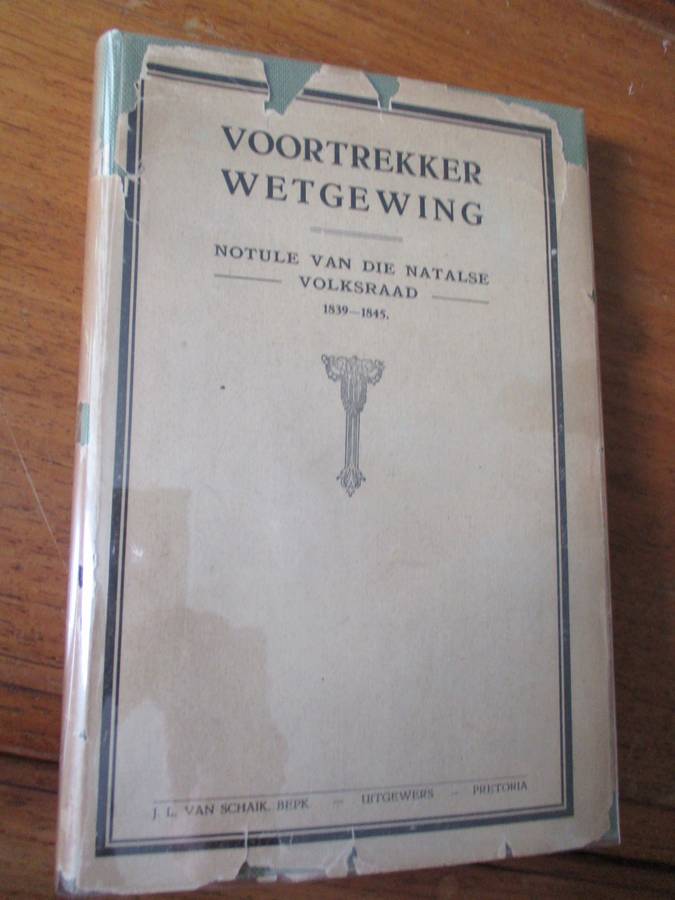 VOORTREKKER
WETGEWING
NOTULE VAN DIE NATALSE
VOLKSRAAD
1839—1845.
J. L. VAN SCHAIK, BEPK. — UITGEWERS — PRETORIA